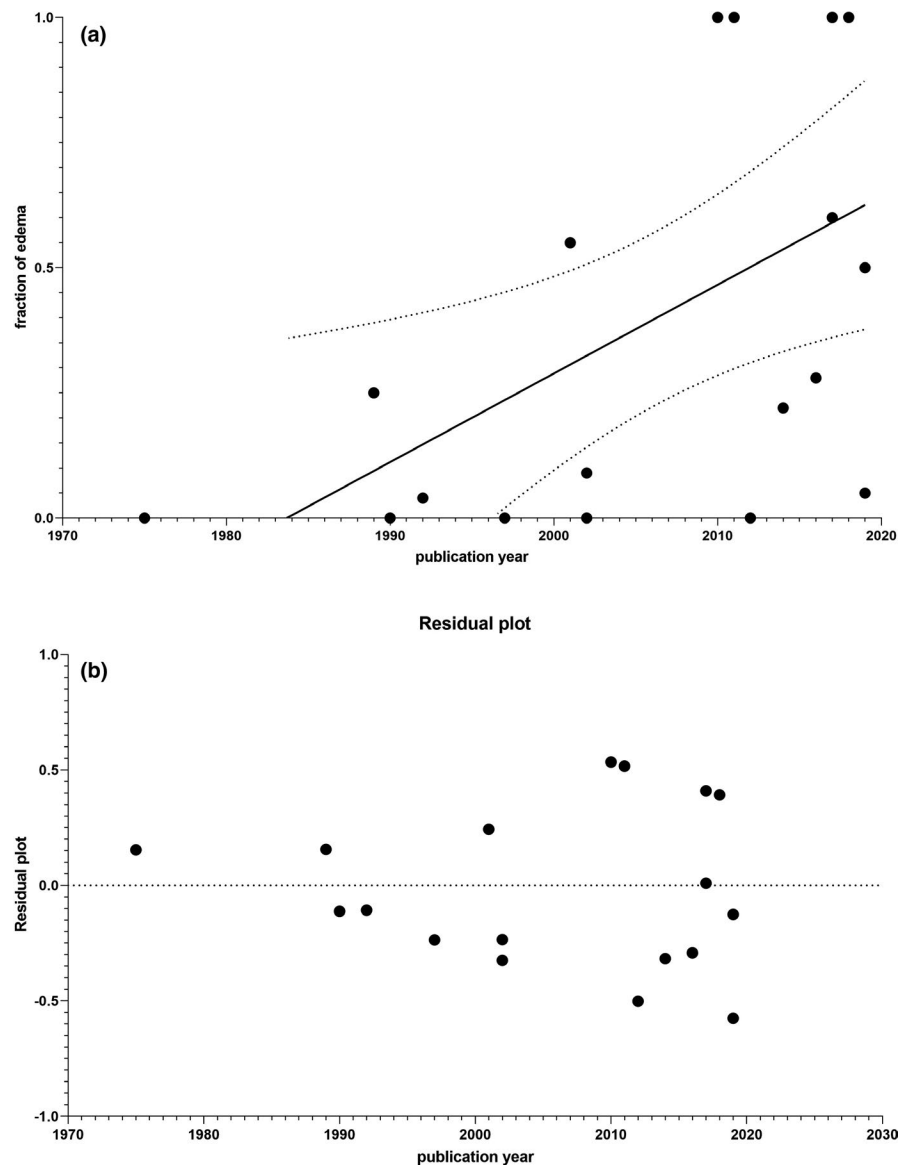 (a)
1.0
0.5
0.0
fraction of edema
1970 1980 1990 2000 2010 2020
publication year
Residual plot
(b)
1.0
0.5
0.0
-0.5
-1.0
Residual plot
1970 1980 1990 2000 2010 2020 2030
publication year